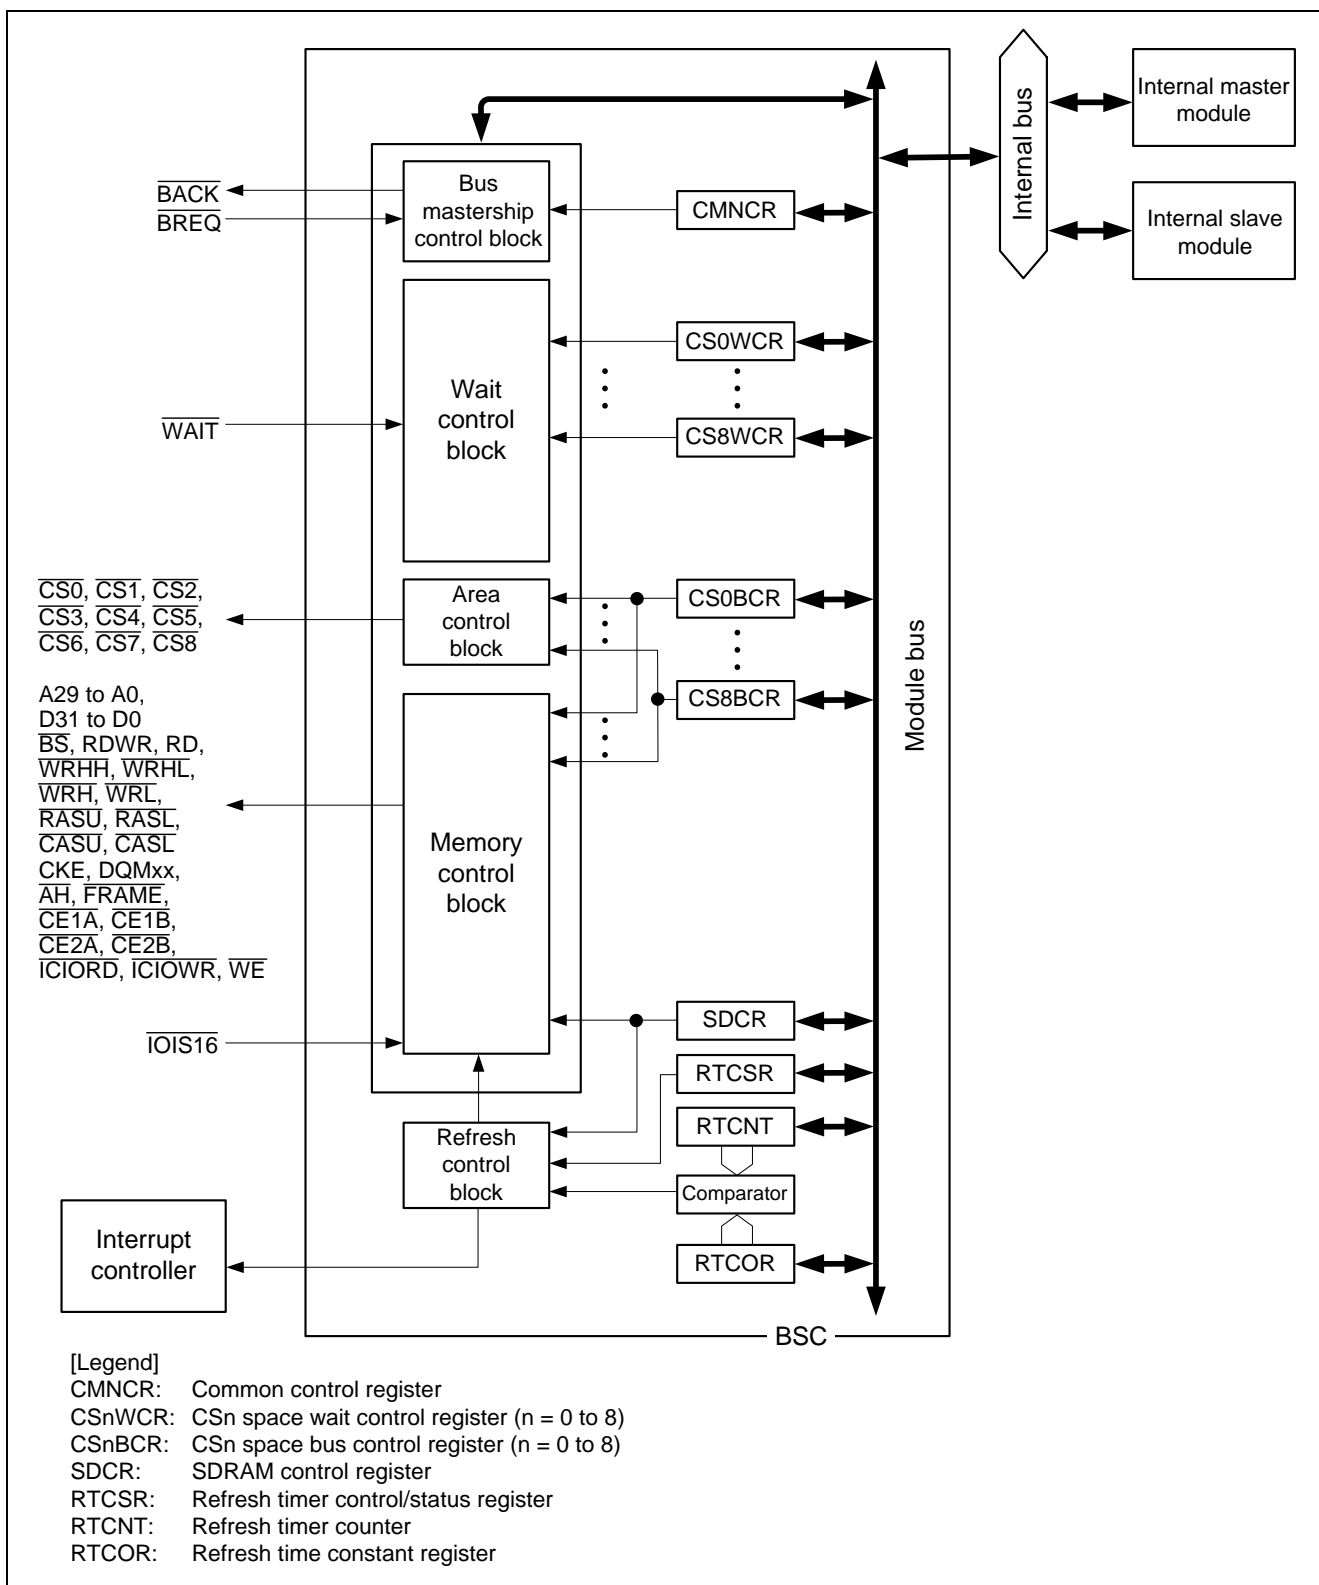 BACK
BREQ
Bus
mastership
control block
CMNCR
Internal bus
Internal master
module
Internal slave
module
WAIT
Wait
control
block
CS0WCR
CS8WCR
CS0, CS1, CS2,
CS3, CS4, CS5,
CS6, CS7, CS8
Area
control
block
CS0BCR
CS8BCR
Module bus
A29 to A0,
D31 to D0
BS, RDWR, RD,
WRHH, WRHL,
WRH, WRL,
RASU, RASL,
CASU, CASL
CKE, DQMxx,
AH, FRAME,
CE1A, CE1B,
CE2A, CE2B,
ICIORD, ICIOWR, WE
Memory
control
block
IOIS16
SDCR
RTCSR
RTCNT
Comparator
RTCOR
Refresh
control
block
Interrupt
controller
BSC
[Legend]
CMNCR: Common control register
CSnWCR: CSn space wait control register (n = 0 to 8)
CSnBCR: CSn space bus control register (n = 0 to 8)
SDCR: SDRAM control register
RTCSR: Refresh timer control/status register
RTCNT: Refresh timer counter
RTCOR: Refresh time constant register